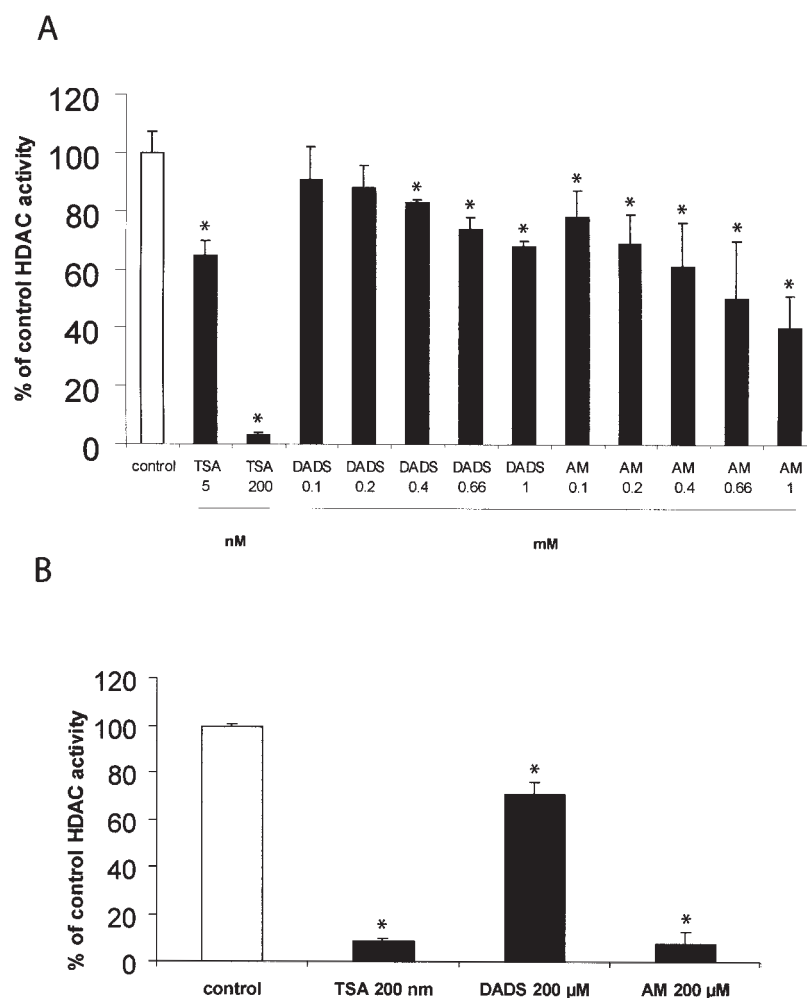 A
% of control HDAC activity
120
100
80
60
40
20
0
* * * * * * * * * *
control TSA TSA DADS DADS DADS DADS DADS AM AM AM AM AM
5 200 0.1 0.2 0.4 0.66 1 0.1 0.2 0.4 0.66 1
nM mM
B
% of control HDAC activity
120
100
80
60
40
20
0
* * *
control TSA 200 nm DADS 200 µM AM 200 µM